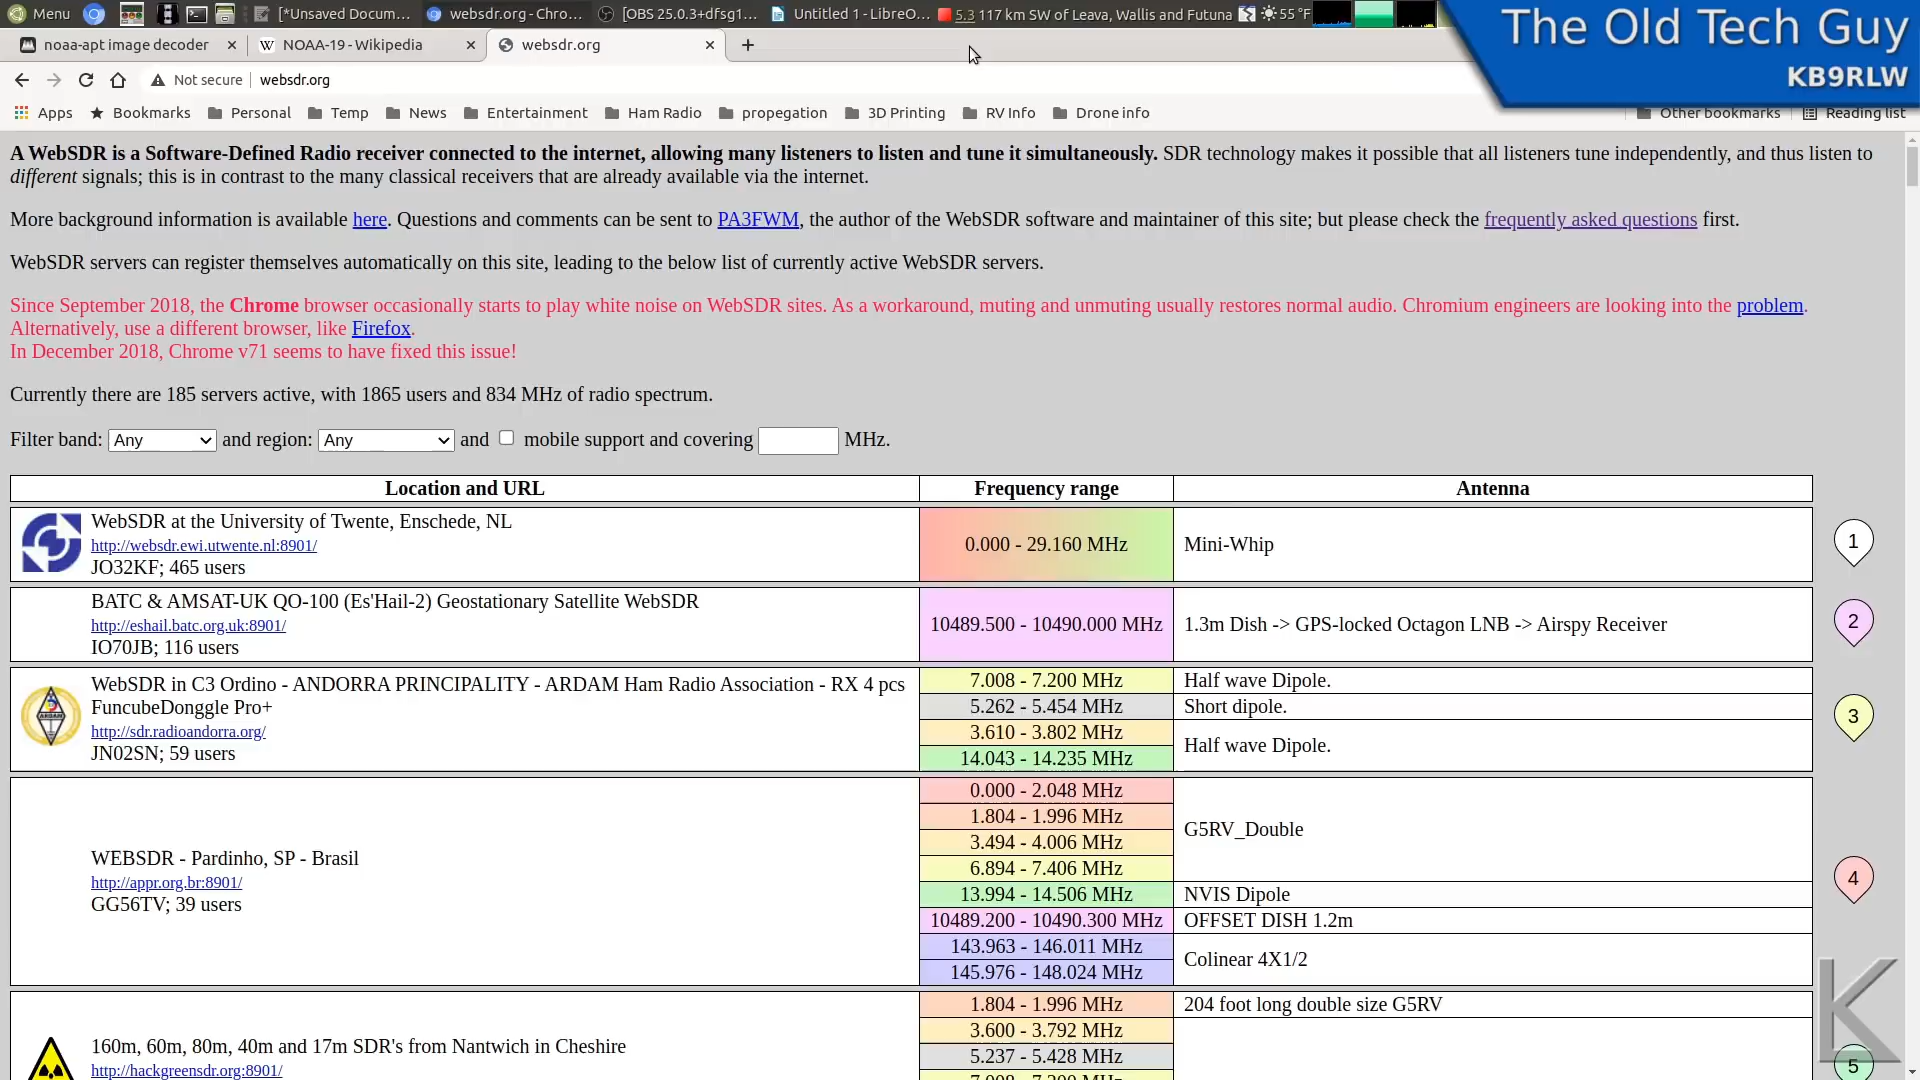 Menu
[*Unsaved Docum...
websdr.org - Chro...
[OBS 25.0.3+dfsg1...
Untitled 1 - LibreO...
5.3 117 km SW of Leava, Wallis and Futuna
55 °F
The Old Tech Guy
KB9RLW
noaa-apt image decoder
NOAA-19 - Wikipedia
websdr.org
Not secure
websdr.org
Apps
Bookmarks
Personal
Temp
News
Entertainment
Ham Radio
propegation
3D Printing
RV Info
Drone info
Other bookmarks
Reading list
A WebSDR is a Software-Defined Radio receiver connected to the internet, allowing many listeners to listen and tune it simultaneously. SDR technology makes it possible that all listeners tune independently, and thus listen to
different signals; this is in contrast to the many classical receivers that are already available via the internet.
More background information is available here. Questions and comments can be sent to PA3FWM, the author of the WebSDR software and maintainer of this site; but please check the frequently asked questions first.
WebSDR servers can register themselves automatically on this site, leading to the below list of currently active WebSDR servers.
Since September 2018, the Chrome browser occasionally starts to play white noise on WebSDR sites. As a workaround, muting and unmuting usually restores normal audio. Chromium engineers are looking into the problem.
Alternatively, use a different browser, like Firefox.
In December 2018, Chrome v71 seems to have fixed this issue!
Currently there are 185 servers active, with 1865 users and 834 MHz of radio spectrum.
Filter band: Any and region: Any and mobile support and covering MHz.
Location and URL
Frequency range
Antenna
WebSDR at the University of Twente, Enschede, NL
http://websdr.ewi.utwente.nl:8901/
JO32KF; 465 users
0.000 - 29.160 MHz
Mini-Whip
1
BATC & AMSAT-UK QO-100 (Es'Hail-2) Geostationary Satellite WebSDR
http://eshail.batc.org.uk:8901/
IO70JB; 116 users
10489.500 - 10490.000 MHz
1.3m Dish -> GPS-locked Octagon LNB -> Airspy Receiver
2
WebSDR in C3 Ordino - ANDORRA PRINCIPALITY - ARDAM Ham Radio Association - RX 4 pcs
FuncubeDonggle Pro+
http://sdr.radioandorra.org/
JN02SN; 59 users
7.008 - 7.200 MHz
Half wave Dipole.
5.262 - 5.454 MHz
Short dipole.
3.610 - 3.802 MHz
14.043 - 14.235 MHz
Half wave Dipole.
3
WEBSDR - Pardinho, SP - Brasil
http://appr.org.br:8901/
GG56TV; 39 users
0.000 - 2.048 MHz
1.804 - 1.996 MHz
3.494 - 4.006 MHz
6.894 - 7.406 MHz
G5RV_Double
13.994 - 14.506 MHz
NVIS Dipole
10489.200 - 10490.300 MHz
OFFSET DISH 1.2m
143.963 - 146.011 MHz
145.976 - 148.024 MHz
Colinear 4X1/2
4
160m, 60m, 80m, 40m and 17m SDR's from Nantwich in Cheshire
http://hackgreensdr.org:8901/
1.804 - 1.996 MHz
204 foot long double size G5RV
3.600 - 3.792 MHz
5.237 - 5.428 MHz
7.008 - 7.200 MHz
5
K